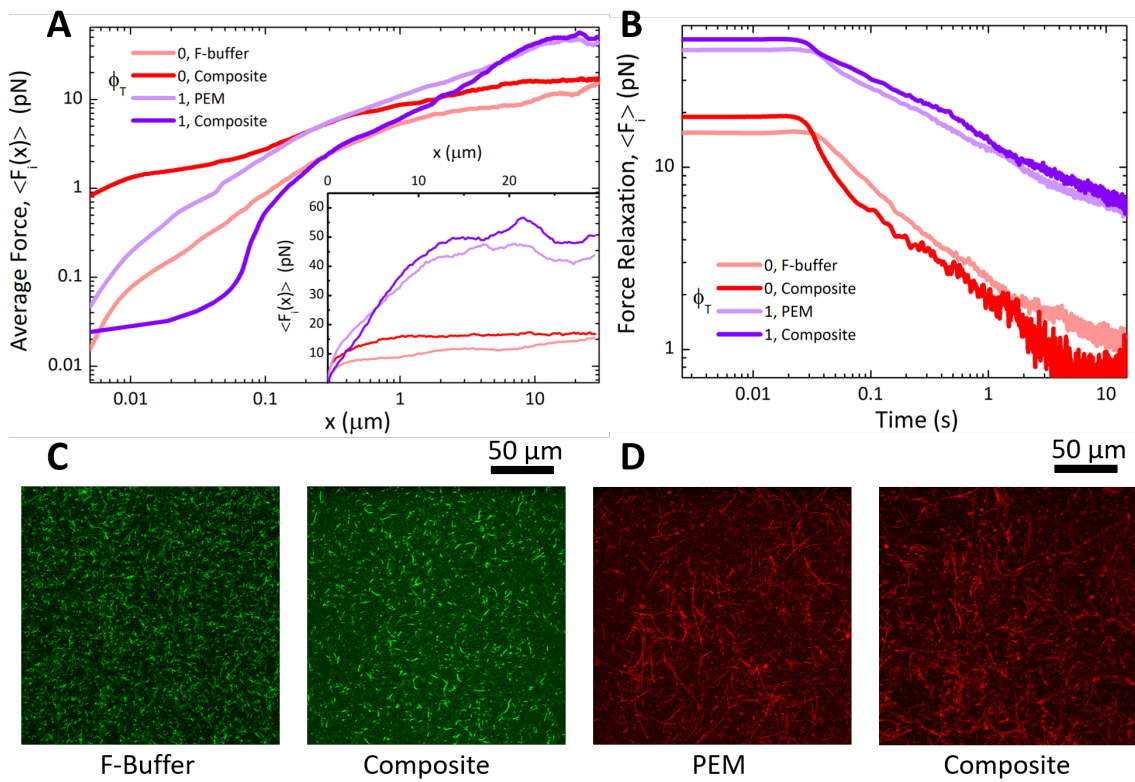 A
Average Force, <Fi(x)> (pN)
10
1
0.1
0.01
0, F-buffer
0, Composite
ϕT
1, PEM
1, Composite
x (μm)
0 10 20
60
50
40
30
20
10
<Fi(x)> (pN)
0.01 0.1 1 10
x (μm)
B
Force Relaxation, <Fi> (pN)
10
1
0, F-buffer
0, Composite
ϕT
1, PEM
1, Composite
0.01 0.1 1 10
Time (s)
C
50 μm
D
50 μm
F-Buffer
Composite
PEM
Composite